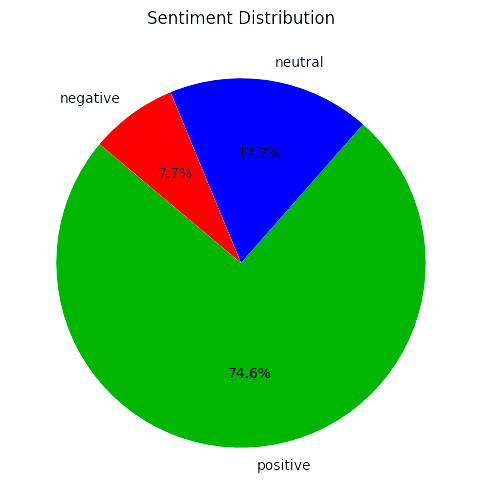 Sentiment Distribution
neutral
negative
17.7%
7.7%
74.6%
positive